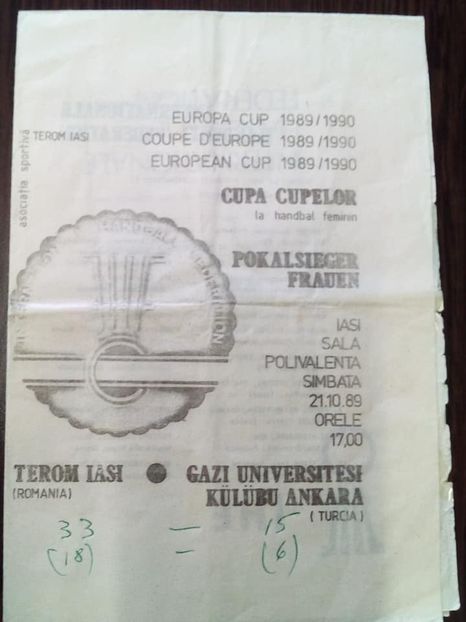 asociația sportivă
TEROM IASI
EUROPA CUP 1989/1990
COUPE D'EUROPE 1989/1990
EUROPEAN CUP 1989/1990
CUPA CUPELOR
la handbal feminin
POKALSIEGER
FRAUEN
HANDBALL FEDERATION
IASI
SALA
POLIVALENTA
SIMBATA
21.10.89
ORELE
17,00
TEROM IASI ● GAZI UNIVERSITESI
(ROMANIA) KÜLÜBU ANKARA
(TURCIA)
33 — 15
(18) — (6)